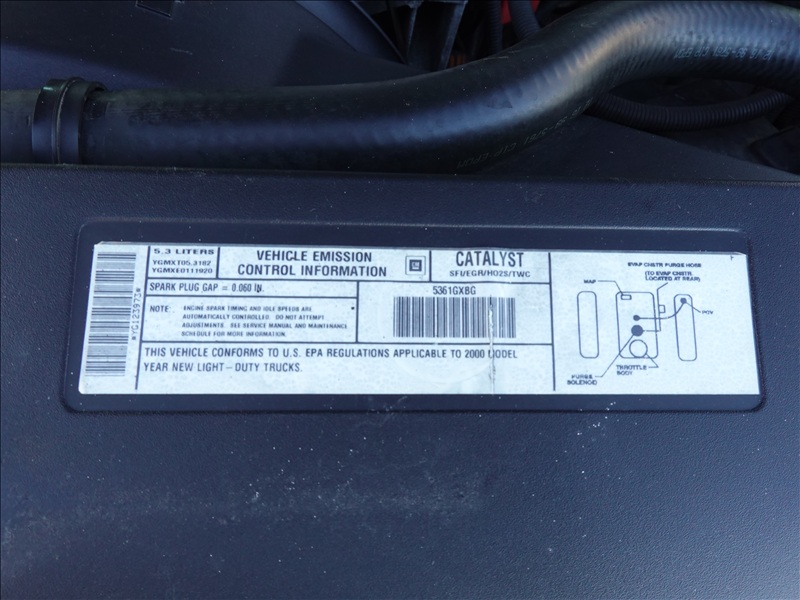 5.3 LITERS
YGMXT05.3182
YGMXE0111920
VEHICLE EMISSION
CONTROL INFORMATION
GM
CATALYST
SFI/EGR/HO2S/TWC
SPARK PLUG GAP = 0.060 IN.
NOTE: ENGINE SPARK TIMING AND IDLE SPEEDS ARE
AUTOMATICALLY CONTROLLED. DO NOT ATTEMPT
ADJUSTMENTS. SEE SERVICE MANUAL AND MAINTENANCE
SCHEDULE FOR MORE INFORMATION.
5361GXBG
THIS VEHICLE CONFORMS TO U.S. EPA REGULATIONS APPLICABLE TO 2000 MODEL
YEAR NEW LIGHT-DUTY TRUCKS.
*YG123973*
EVAP CNSTR PURGE HOSE
(TO EVAP CNSTR.
LOCATED AT REAR)
MAP
PCV
THROTTLE
BODY
PURGE
SOLENOID